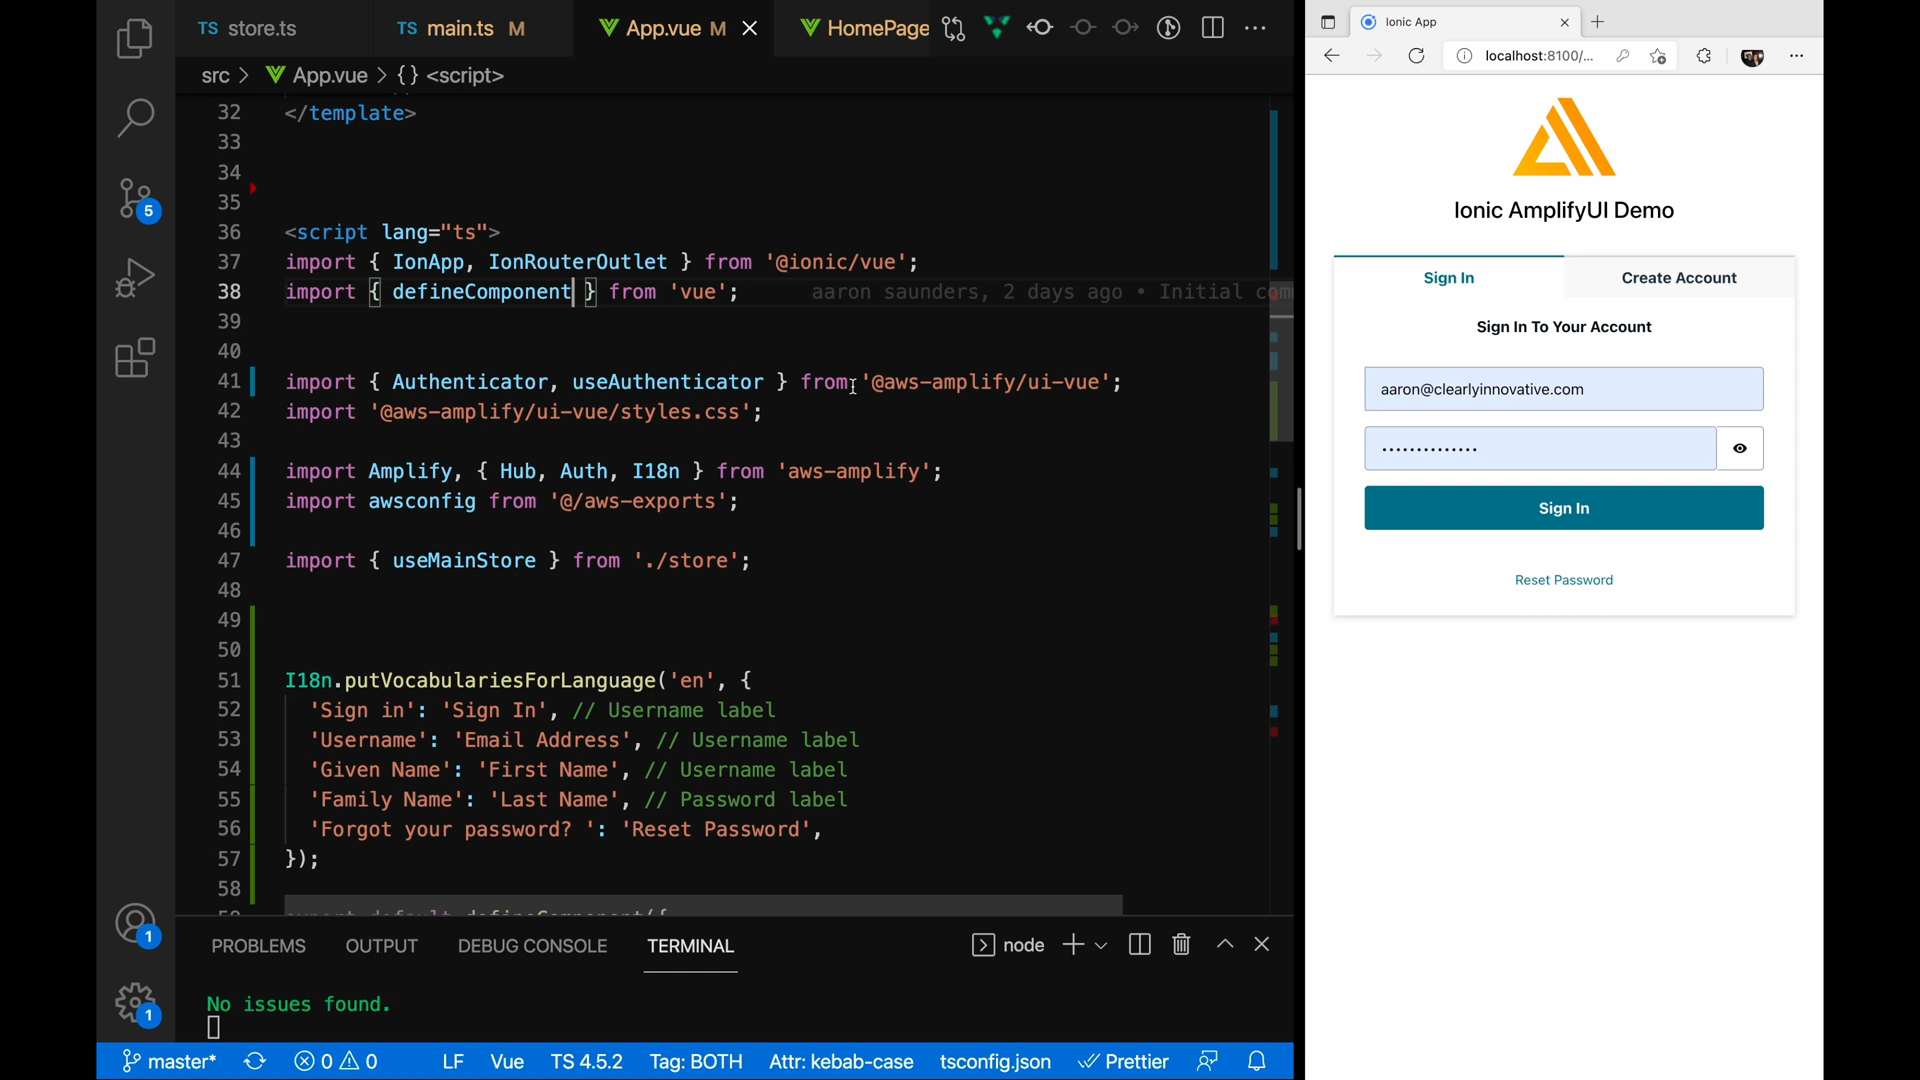 TS store.ts
TS main.ts M
App.vue M
HomePage
src > App.vue > {} <script>
32 </template>
33
34
35
36 <script lang="ts">
37 import { IonApp, IonRouterOutlet } from '@ionic/vue';
38 import { defineComponent } from 'vue'; aaron saunders, 2 days ago • Initial com
39
40
41 import { Authenticator, useAuthenticator } from '@aws-amplify/ui-vue';
42 import '@aws-amplify/ui-vue/styles.css';
43
44 import Amplify, { Hub, Auth, I18n } from 'aws-amplify';
45 import awsconfig from '@/aws-exports';
46
47 import { useMainStore } from './store';
48
49
50
51 I18n.putVocabulariesForLanguage('en', {
52 'Sign in': 'Sign In', // Username label
53 'Username': 'Email Address', // Username label
54 'Given Name': 'First Name', // Username label
55 'Family Name': 'Last Name', // Password label
56 'Forgot your password? ': 'Reset Password',
57 });
58
5
1
1
PROBLEMS OUTPUT DEBUG CONSOLE TERMINAL node
No issues found.
master* 0 0 LF Vue TS 4.5.2 Tag: BOTH Attr: kebab-case tsconfig.json Prettier
Ionic App
localhost:8100/...
Ionic AmplifyUI Demo
Sign In Create Account
Sign In To Your Account
aaron@clearlyinnovative.com
••••••••••••••
Sign In
Reset Password